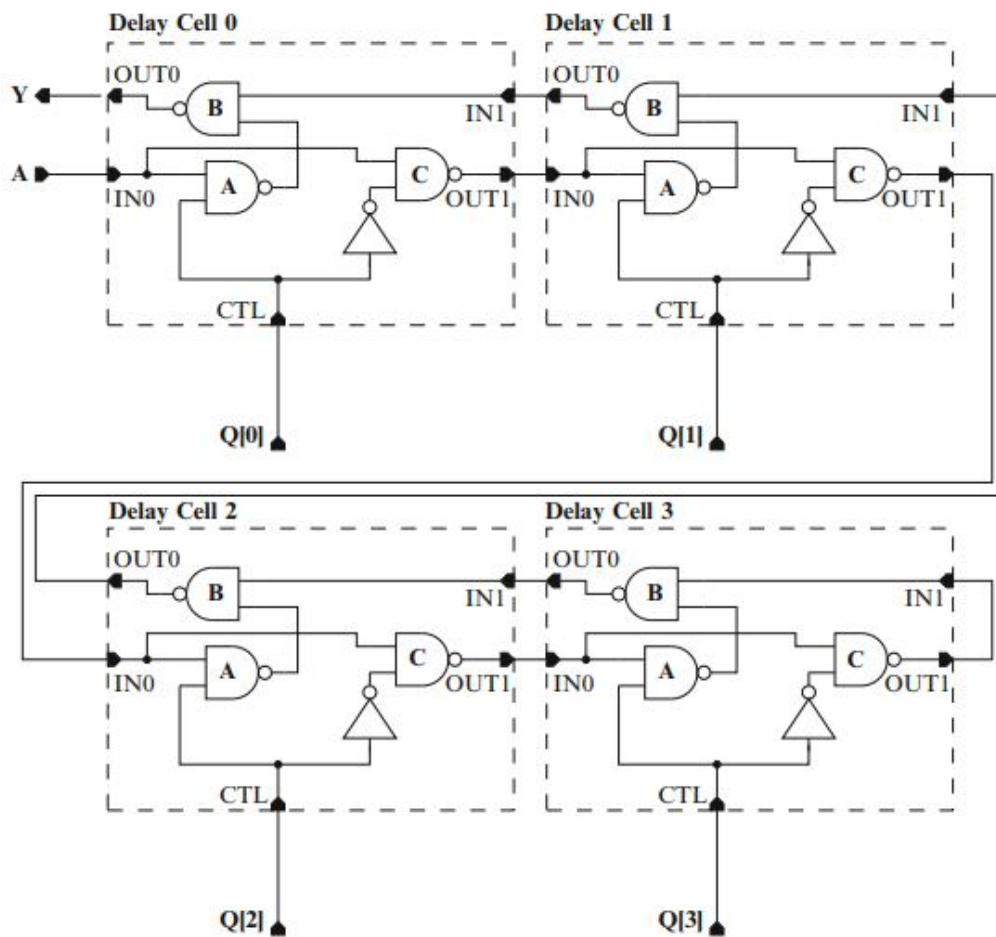 Delay Cell 0 Delay Cell 1
OUT0 OUT0
Y B IN1 B IN1
A A C A C
IN0 OUT1 IN0 OUT1
CTL CTL
Q[0] Q[1]
Delay Cell 2 Delay Cell 3
OUT0 OUT0
B IN1 B IN1
A C A C
IN0 OUT1 IN0 OUT1
CTL CTL
Q[2] Q[3]